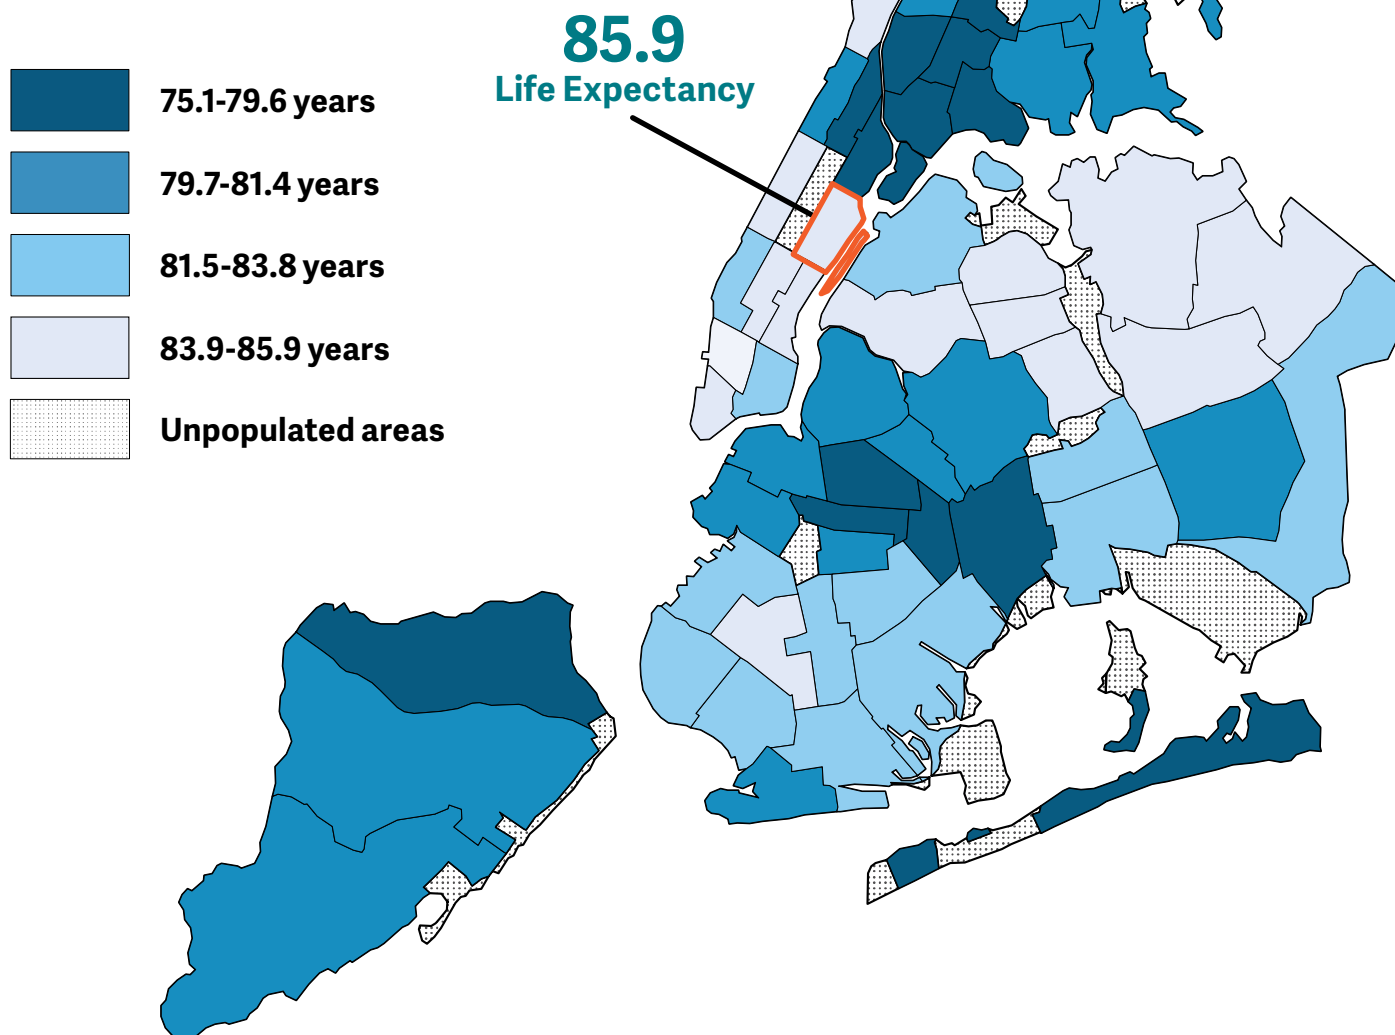 85.9
Life Expectancy
75.1-79.6 years
79.7-81.4 years
81.5-83.8 years
83.9-85.9 years
Unpopulated areas